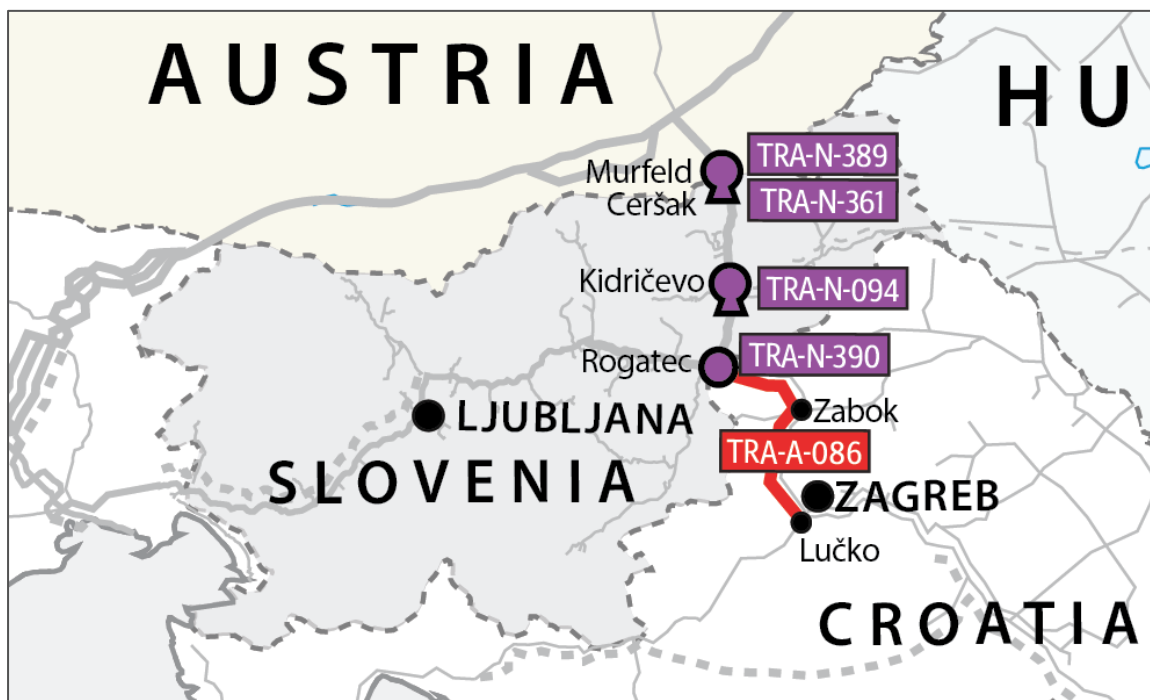 AUSTRIA
HU
Murfeld
Ceršak
TRA-N-389
TRA-N-361
Kidričevo
TRA-N-094
Rogatec
TRA-N-390
Zabok
LJUBLJANA
TRA-A-086
SLOVENIA
ZAGREB
Lučko
CROATIA